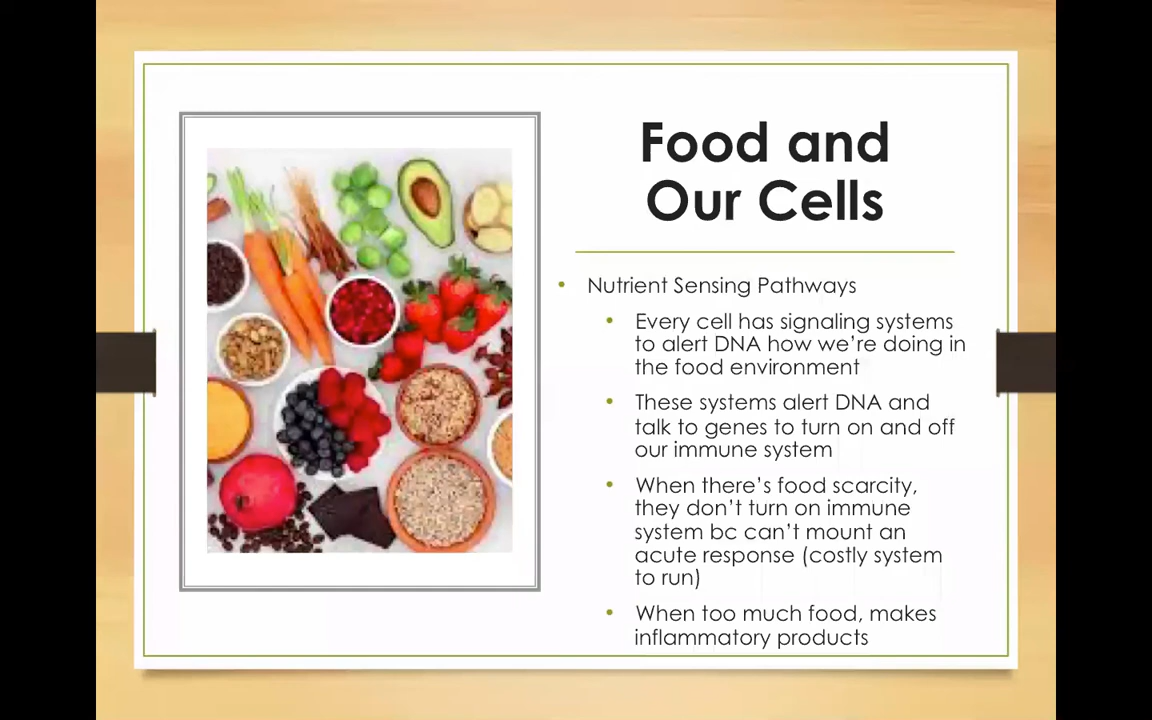 Food and
Our Cells
• Nutrient Sensing Pathways
• Every cell has signaling systems
to alert DNA how we’re doing in
the food environment
• These systems alert DNA and
talk to genes to turn on and off
our immune system
• When there’s food scarcity,
they don’t turn on immune
system bc can’t mount an
acute response (costly system
to run)
• When too much food, makes
inflammatory products